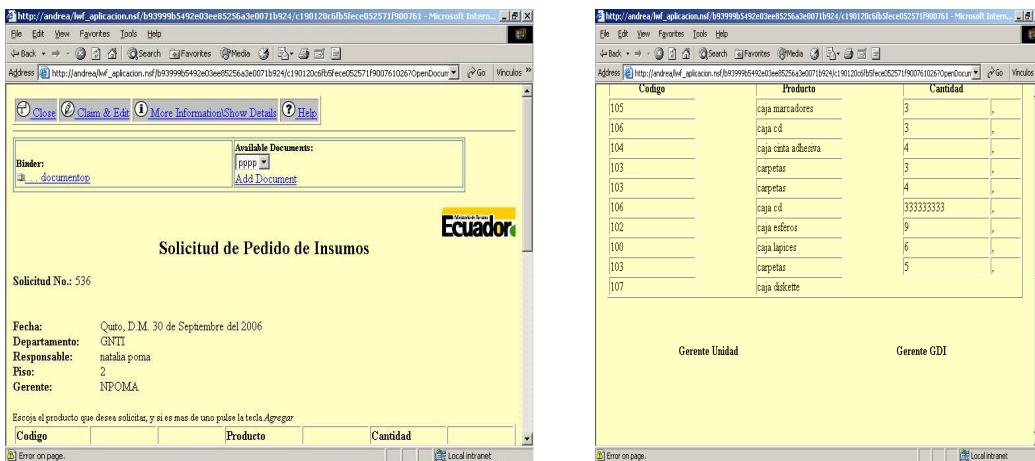 http://andrea/lwf_aplicacion.nsf/b93999b5492e03ee85256a3e0071b924/c190120c6fb5fece052571f900761 - Microsoft Intern...
File Edit View Favorites Tools Help
Back Search Favorites Media
Address http://andrea/lwf_aplicacion.nsf/b93999b5492e03ee85256a3e0071b924/c190120c6fb5fece052571f900761026?OpenDocum Go Vínculos »
Close Claim & Edit More Information\Show Details Help
Binder:
. . . documentop
Available Documents:
pppp
Add Document
Ecuador
Solicitud de Pedido de Insumos
Solicitud No.: 536
Fecha: Quito, D.M. 30 de Septiembre del 2006
Departamento: GNTI
Responsable: natalia poma
Piso: 2
Gerente: NPOMA
Escoja el producto que desea solicitar, y si es mas de uno pulse la tecla Agregar
Codigo Producto Cantidad
Error on page. Local intranet
http://andrea/lwf_aplicacion.nsf/b93999b5492e03ee85256a3e0071b924/c190120c6fb5fece052571f900761 - Microsoft Intern...
File Edit View Favorites Tools Help
Back Search Favorites Media
Address http://andrea/lwf_aplicacion.nsf/b93999b5492e03ee85256a3e0071b924/c190120c6fb5fece052571f900761026?OpenDocum Go Vínculos
Codigo Producto Cantidad
105 caja marcadores 3 ,
106 caja cd 3 ,
104 caja cinta adhesiva 4 ,
103 carpetas 3 ,
103 carpetas 4 ,
106 caja cd 333333333 ,
102 caja esferos 9 ,
100 caja lapices 6 ,
103 carpetas 5 ,
107 caja diskette
Gerente Unidad Gerente GDI
Error on page. Local intranet